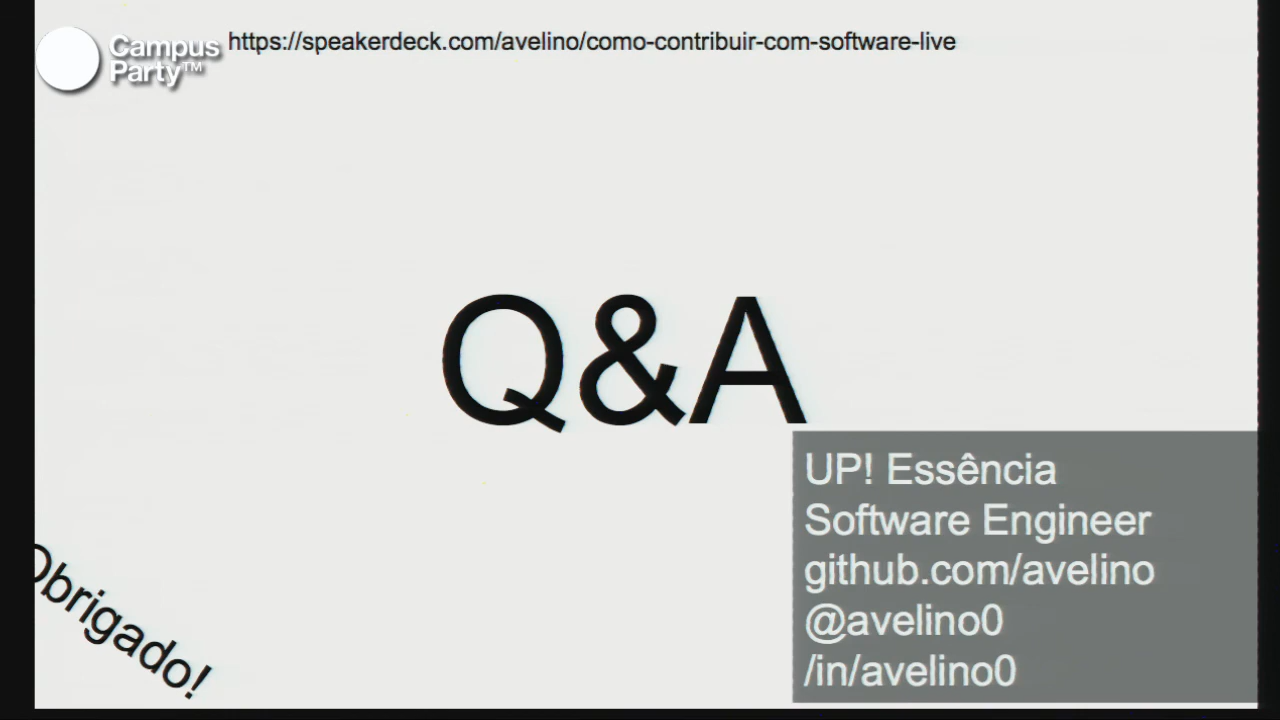 Campus
Party™
https://speakerdeck.com/avelino/como-contribuir-com-software-live
Q&A
UP! Essência
Software Engineer
github.com/avelino
@avelino0
/in/avelino0
Obrigado!